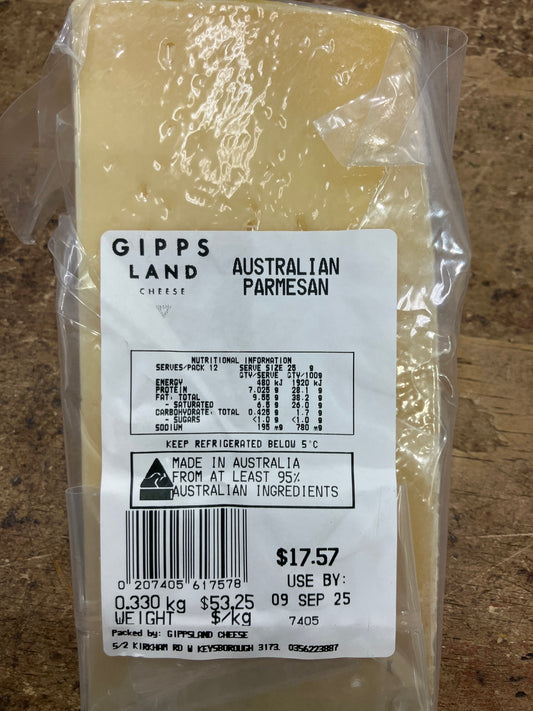 GIPPS
LAND
CHEESE
AUSTRALIAN
PARMESAN
NUTRITIONAL INFORMATION
SERVES/PACK 12 SERVE SIZE 25 g
QTY/SERVE QTY/100g
ENERGY 480 kJ 1920 kJ
PROTEIN 7.025 g 28.1 g
FAT, TOTAL 9.55 g 38.2 g
- SATURATED 6.5 g 26.0 g
CARBOHYDRATE, TOTAL 0.425 g 1.7 g
- SUGARS <1.0 g <1.0 g
SODIUM 195 mg 780 mg
KEEP REFRIGERATED BELOW 5°C
MADE IN AUSTRALIA
FROM AT LEAST 95%
AUSTRALIAN INGREDIENTS
0 207405 617578
$17.57
USE BY:
0.330 kg $53.25 09 SEP 25
WEIGHT $/kg 7405
Packed by: GIPPSLAND CHEESE
5/2 KIRKHAM RD W KEYSBOROUGH 3173. 0356223887